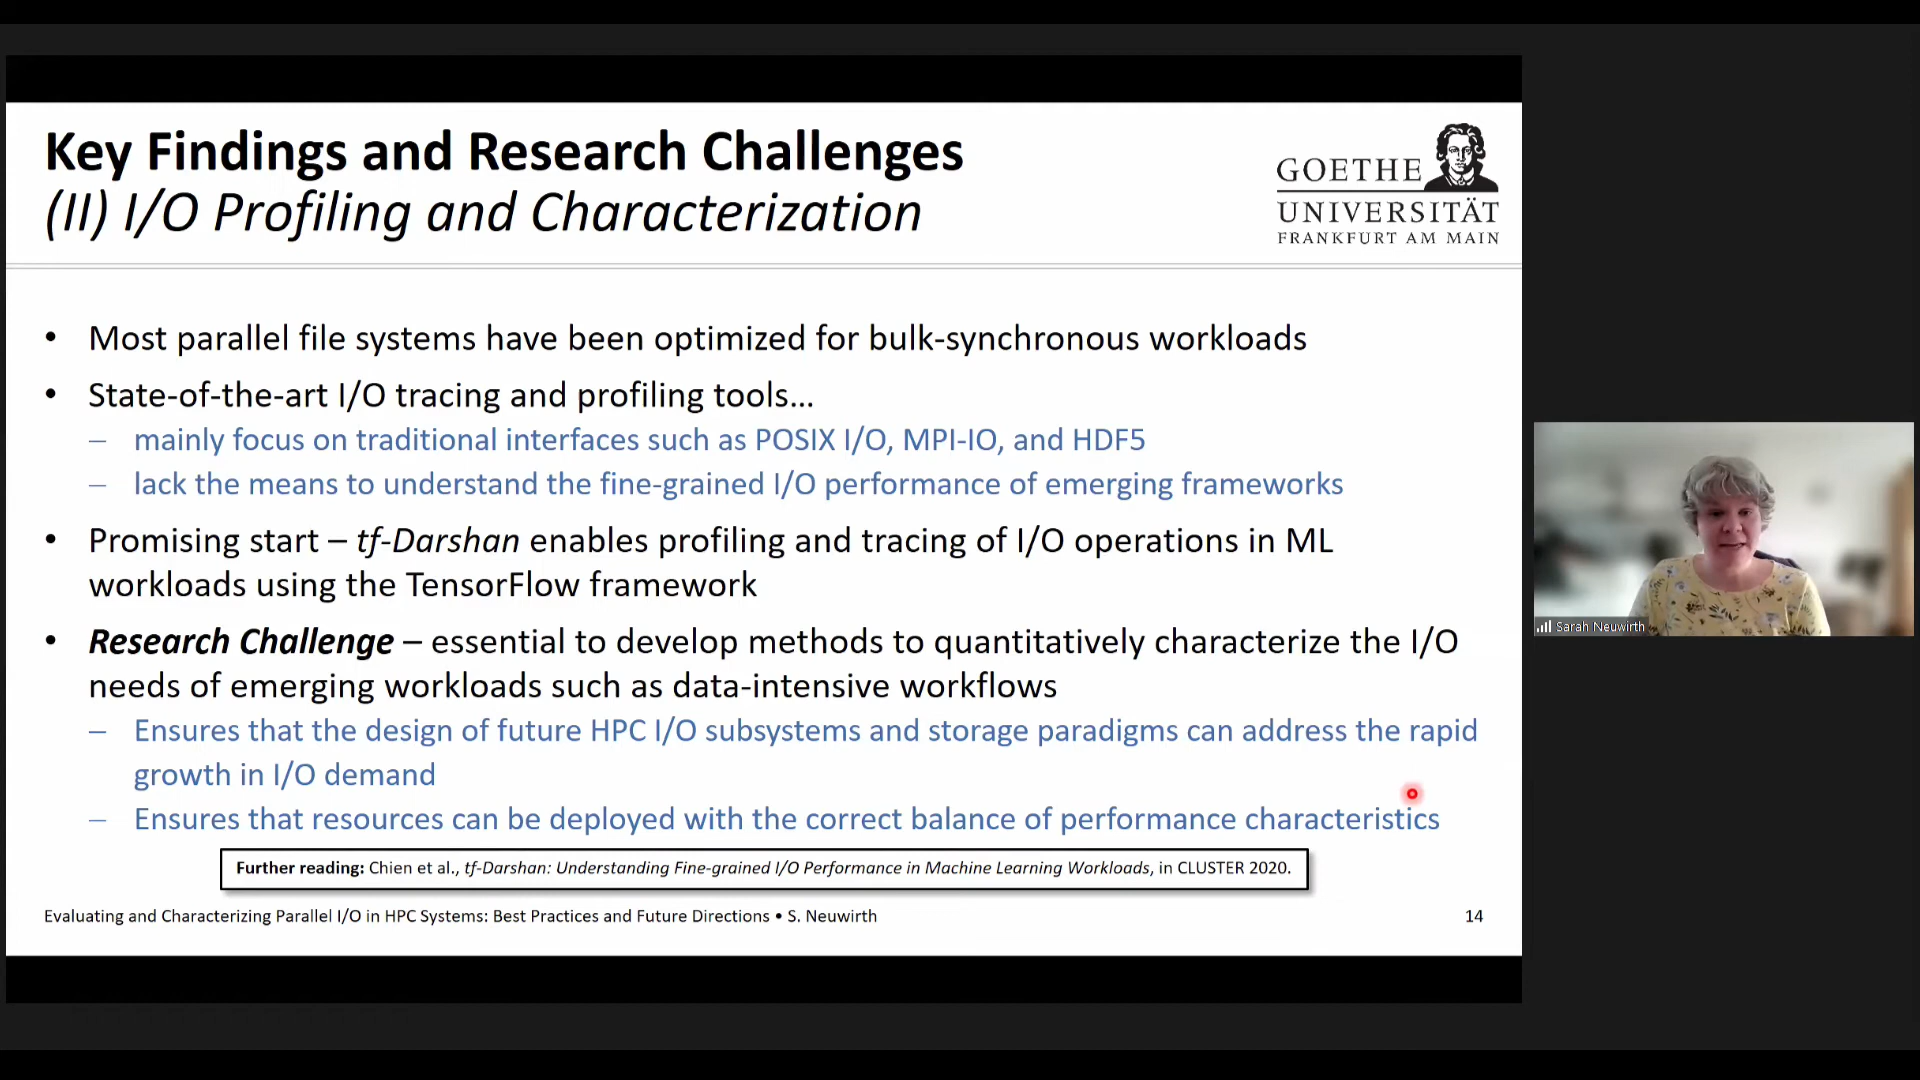 Key Findings and Research Challenges
(II) I/O Profiling and Characterization
GOETHE
UNIVERSITÄT
FRANKFURT AM MAIN
• Most parallel file systems have been optimized for bulk-synchronous workloads
• State-of-the-art I/O tracing and profiling tools…
– mainly focus on traditional interfaces such as POSIX I/O, MPI-IO, and HDF5
– lack the means to understand the fine-grained I/O performance of emerging frameworks
• Promising start – tf-Darshan enables profiling and tracing of I/O operations in ML
workloads using the TensorFlow framework
• Research Challenge – essential to develop methods to quantitatively characterize the I/O
needs of emerging workloads such as data-intensive workflows
– Ensures that the design of future HPC I/O subsystems and storage paradigms can address the rapid
growth in I/O demand
– Ensures that resources can be deployed with the correct balance of performance characteristics
Further reading: Chien et al., tf-Darshan: Understanding Fine-grained I/O Performance in Machine Learning Workloads, in CLUSTER 2020.
Evaluating and Characterizing Parallel I/O in HPC Systems: Best Practices and Future Directions • S. Neuwirth
14
Sarah Neuwirth